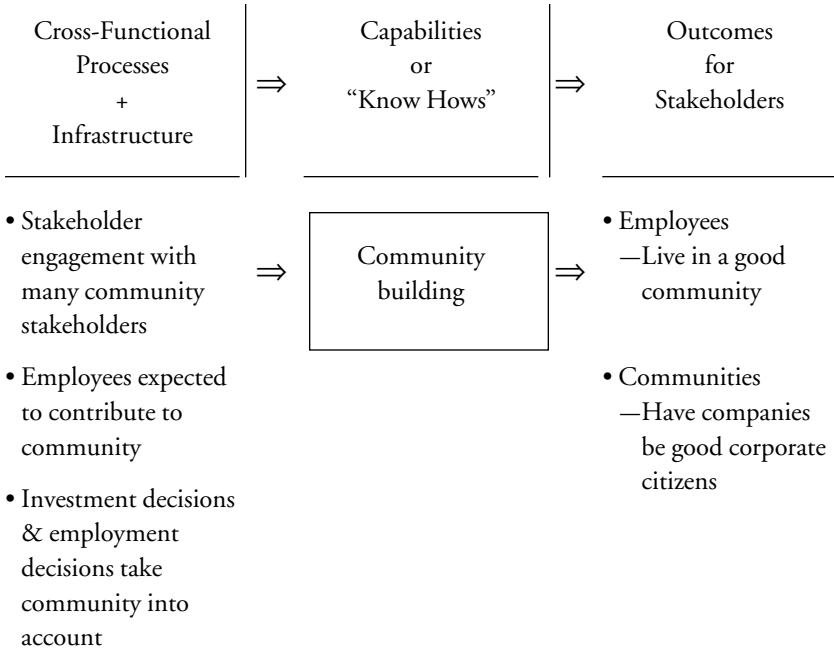 Cross-Functional
Processes
+
Infrastructure
⇒
Capabilities
or
“Know Hows”
⇒
Outcomes
for
Stakeholders
• Stakeholder
engagement with
many community
stakeholders
• Employees expected
to contribute to
community
• Investment decisions
& employment
decisions take
community into
account
⇒
Community
building
⇒
• Employees
—Live in a good
community
• Communities
—Have companies
be good corporate
citizens